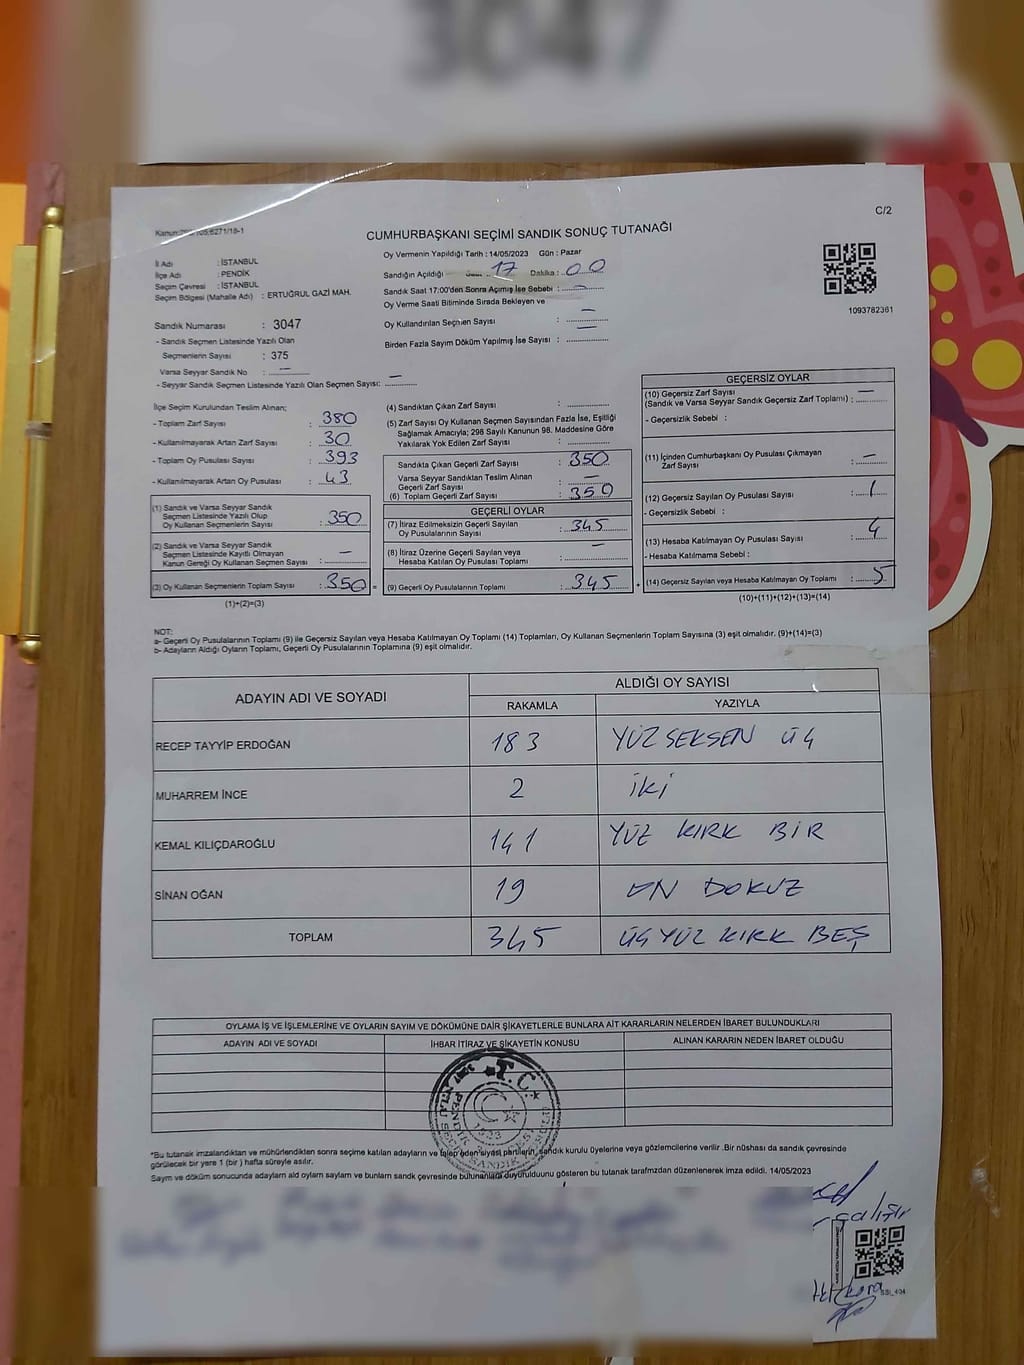 3047
C/2
CUMHURBAŞKANI SEÇİMİ SANDIK SONUÇ TUTANAĞI
İl Adı : İSTANBUL
İlçe Adı : PENDİK
Seçim Çevresi : İSTANBUL
Seçim Bölgesi (Mahalle Adı) : ERTUĞRUL GAZİ MAH.
Oy Vermenin Yapıldığı Tarih : 14/05/2023 Gün : Pazar
Sandığın Açıldığı 17 Dakika : 00
Sandık Saat 17:00'den Sonra Açılmış İse Sebebi :
Oy Verme Saati Bitiminde Sırada Bekleyen ve
Oy Kullandırılan Seçmen Sayısı : —
Birden Fazla Sayım Döküm Yapılmış İse Sayısı : —
1093782361
Sandık Numarası : 3047
- Sandık Seçmen Listesinde Yazılı Olan
Seçmenlerin Sayısı : 375
Varsa Seyyar Sandık No : —
- Seyyar Sandık Seçmen Listesinde Yazılı Olan Seçmen Sayısı: —
İlçe Seçim Kurulundan Teslim Alınan;
- Toplam Zarf Sayısı : 380
- Kullanılmayarak Artan Zarf Sayısı : 30
- Toplam Oy Pusulası Sayısı : 393
- Kullanılmayarak Artan Oy Pusulası : 43
(1) Sandık ve Varsa Seyyar Sandık
Seçmen Listesinde Yazılı Olup
Oy Kullanan Seçmenlerin Sayısı : 350
(2) Sandık ve Varsa Seyyar Sandık
Seçmen Listesinde Kayıtlı Olmayan
Kanun Gereği Oy Kullanan Seçmen Sayısı : —
(3) Oy Kullanan Seçmenlerin Toplam Sayısı : 350 =
(1)+(2)=(3)
(4) Sandıktan Çıkan Zarf Sayısı :
(5) Zarf Sayısı Oy Kullanan Seçmen Sayısından Fazla İse, Eşitliği
Sağlamak Amacıyla; 298 Sayılı Kanunun 98. Maddesine Göre
Yakılarak Yok Edilen Zarf Sayısı :
Sandıkta Çıkan Geçerli Zarf Sayısı : 350
Varsa Seyyar Sandıktan Teslim Alınan
Geçerli Zarf Sayısı :
(6) Toplam Geçerli Zarf Sayısı : 350
GEÇERLİ OYLAR
(7) İtiraz Edilmeksizin Geçerli Sayılan
Oy Pusulalarının Sayısı : 345
(8) İtiraz Üzerine Geçerli Sayılan veya
Hesaba Katılan Oy Pusulası Toplamı : —
(9) Geçerli Oy Pusulalarının Toplamı : 345 +
GEÇERSİZ OYLAR
(10) Geçersiz Zarf Sayısı
(Sandık ve Varsa Seyyar Sandık Geçersiz Zarf Toplamı) : —
- Geçersizlik Sebebi :
(11) İçinden Cumhurbaşkanı Oy Pusulası Çıkmayan
Zarf Sayısı : —
(12) Geçersiz Sayılan Oy Pusulası Sayısı : 1
- Geçersizlik Sebebi :
(13) Hesaba Katılmayan Oy Pusulası Sayısı : 4
- Hesaba Katılmama Sebebi :
(14) Geçersiz Sayılan veya Hesaba Katılmayan Oy Toplamı : 5
(10)+(11)+(12)+(13)=(14)
NOT:
a- Geçerli Oy Pusulalarının Toplamı (9) ile Geçersiz Sayılan veya Hesaba Katılmayan Oy Toplamı (14) Toplamları, Oy Kullanan Seçmenlerin Toplam Sayısına (3) eşit olmalıdır. (9)+(14)=(3)
b- Adayların Aldığı Oyların Toplamı, Geçerli Oy Pusulalarının Toplamına (9) eşit olmalıdır.
ADAYIN ADI VE SOYADI ALDIĞI OY SAYISI
RAKAMLA YAZIYLA
RECEP TAYYİP ERDOĞAN 183 YÜZ SEKSEN ÜÇ
MUHARREM İNCE 2 iki
KEMAL KILIÇDAROĞLU 141 YÜZ KIRK BİR
SİNAN OĞAN 19 ON DOKUZ
TOPLAM 345 ÜÇ YÜZ KIRK BEŞ
OYLAMA İŞ VE İŞLEMLERİNE VE OYLARIN SAYIM VE DÖKÜMÜNE DAİR ŞİKAYETLERLE BUNLARA AİT KARARLARIN NELERDEN İBARET BULUNDUKLARI
ADAYIN ADI VE SOYADI İHBAR İTİRAZ VE ŞİKAYETİN KONUSU ALINAN KARARIN NEDEN İBARET OLDUĞU
T.C.
PENDİK
1923
*Bu tutanak imzalandıktan ve mühürlendikten sonra seçime katılan adayların ve talep eden siyasi partilerin, sandık kurulu üyelerine veya gözlemcilerine verilir .Bir nüshası da sandık çevresinde
görülecek bir yere 1 (bir ) hafta süreyle asılır.
Sayım ve döküm sonucunda adayların ald oyların sayım ve bunların sandık çevresinde bulunanlara duyurulduunu gösteren bu tutanak tarafmzdan düzenlenerek imza edildi. 14/05/2023